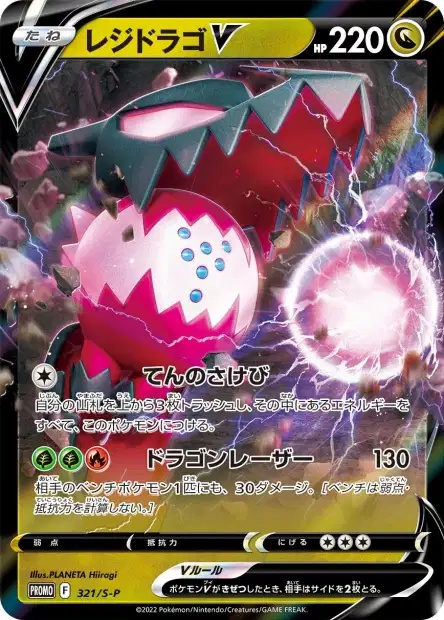 たね
レジドラゴV
HP 220
てんのさけび
自分の山札を上から3枚トラッシュし、その中にあるエネルギーを
すべて、このポケモンにつける。
ドラゴンレーザー 130
相手のベンチポケモン1匹にも、30ダメージ。[ベンチは弱点・
抵抗力を計算しない。]
弱点 抵抗力 にげる
Illus.PLANETA Hiiragi
Vルール
PROMO F 321/S-P
ポケモンVがきぜつしたとき、相手はサイドを2枚とる。
©2022 Pokémon/Nintendo/Creatures/GAME FREAK.